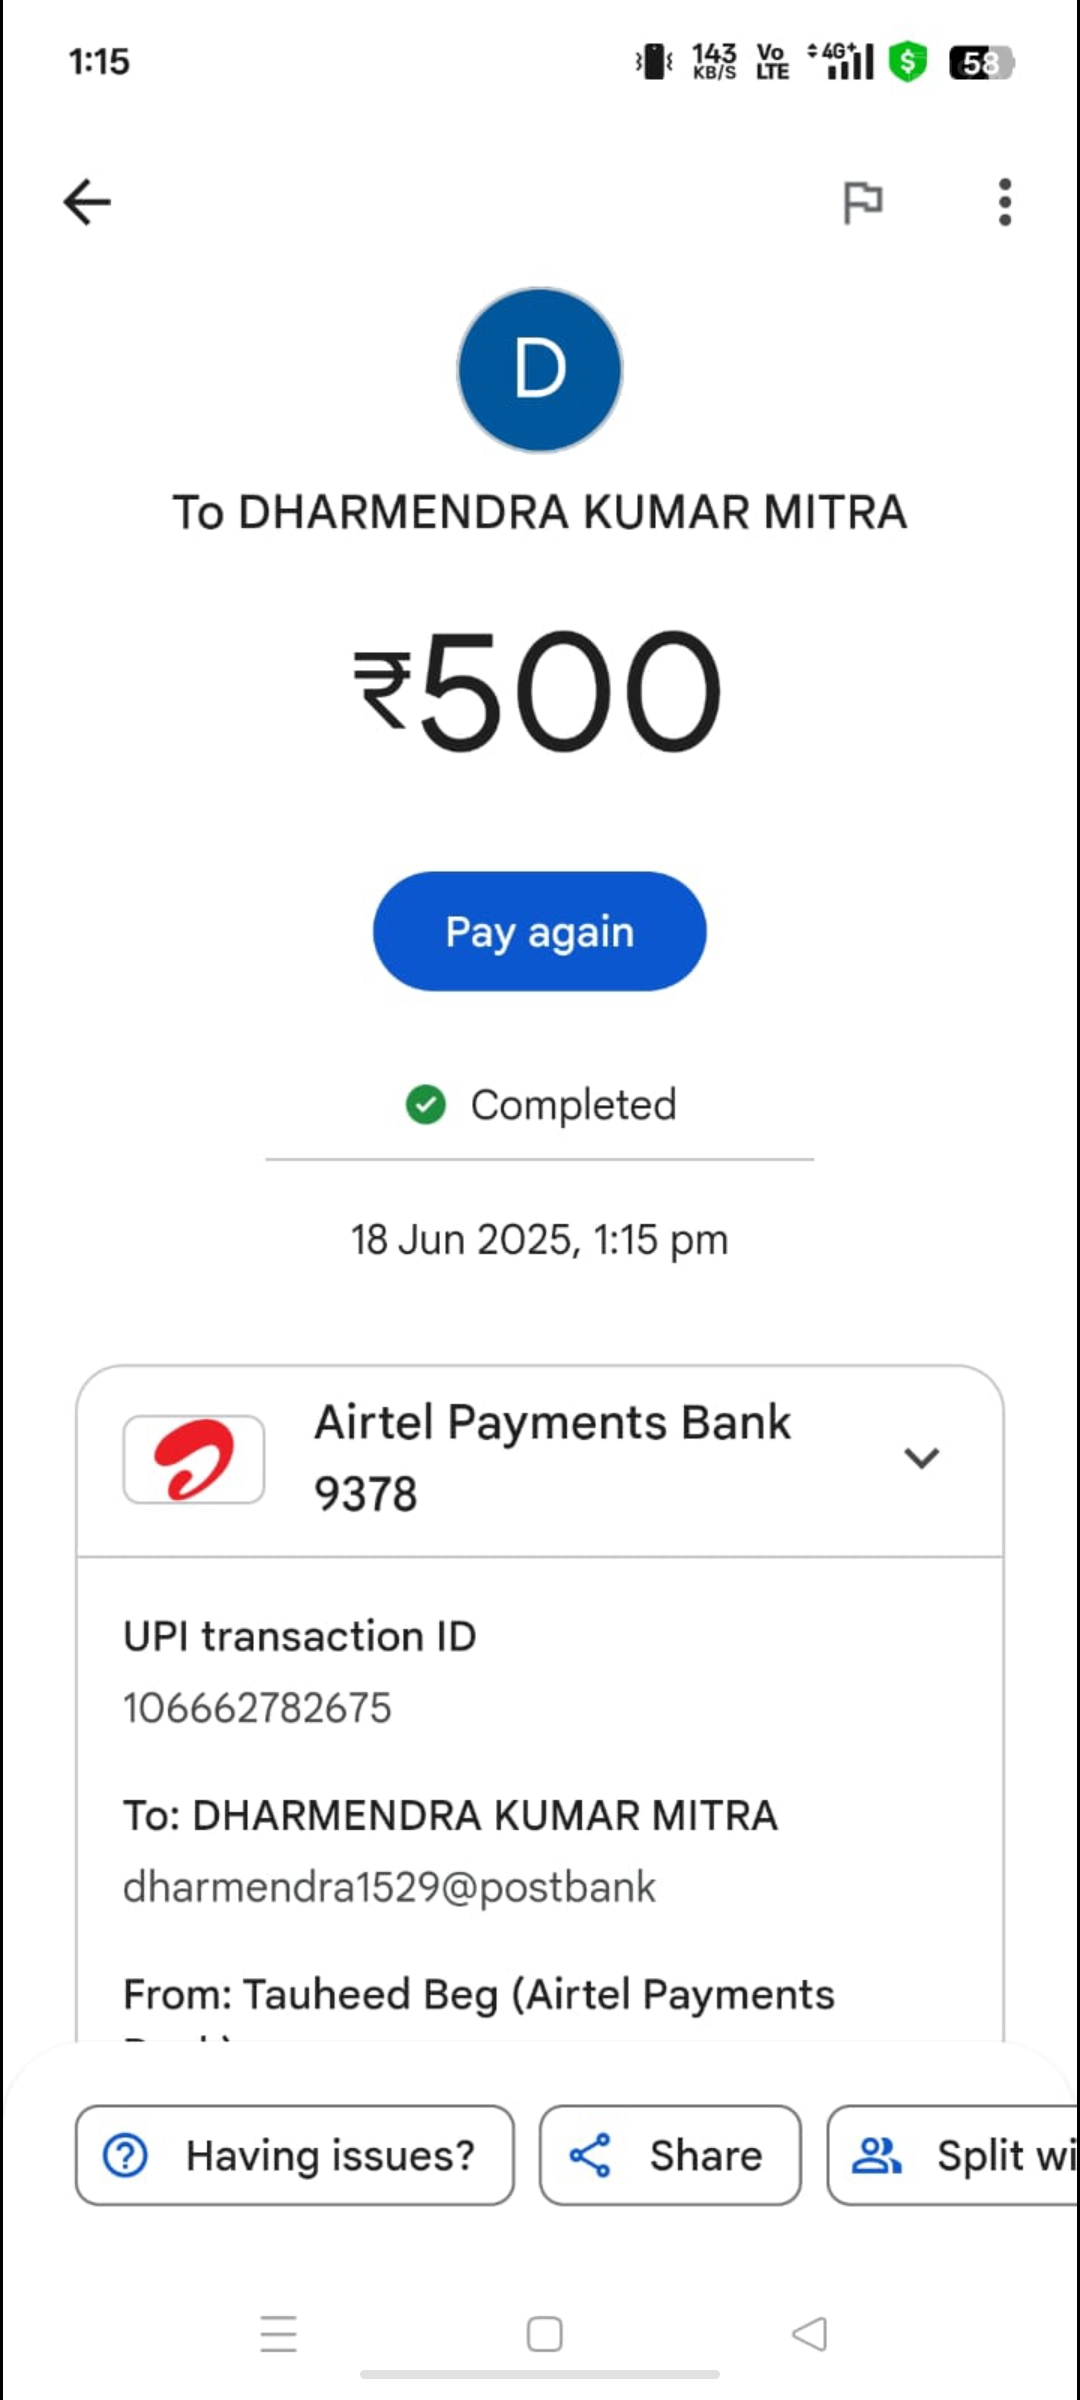 1:15
143 KB/S Vo LTE 4G+ $ 58
D
To DHARMENDRA KUMAR MITRA
₹500
Pay again
Completed
18 Jun 2025, 1:15 pm
Airtel Payments Bank
9378
UPI transaction ID
106662782675
To: DHARMENDRA KUMAR MITRA
dharmendra1529@postbank
From: Tauheed Beg (Airtel Payments
Having issues?
Share
Split wi